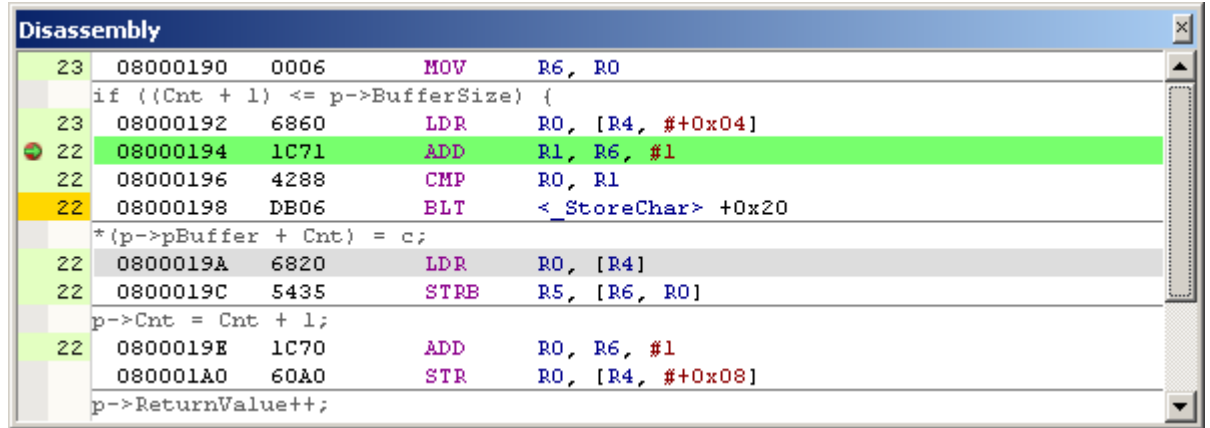 Disassembly
23 08000190 0006 MOV R6, R0
if ((Cnt + 1) <= p->BufferSize) {
23 08000192 6860 LDR R0, [R4, #+0x04]
22 08000194 1C71 ADD R1, R6, #1
22 08000196 4288 CMP R0, R1
22 08000198 DB06 BLT <_StoreChar> +0x20
*(p->pBuffer + Cnt) = c;
22 0800019A 6820 LDR R0, [R4]
22 0800019C 5435 STRB R5, [R6, R0]
p->Cnt = Cnt + 1;
22 0800019E 1C70 ADD R0, R6, #1
080001A0 60A0 STR R0, [R4, #+0x08]
p->ReturnValue++;